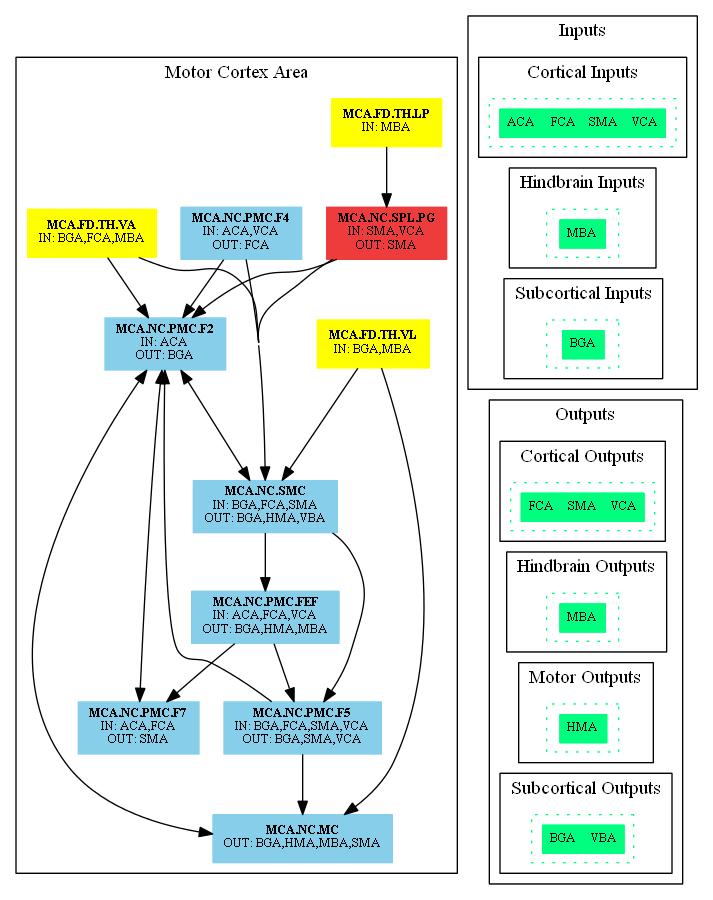 Motor Cortex Area
MCA.FD.TH.LP
IN: MBA
MCA.FD.TH.VA
IN: BGA,FCA,MBA
MCA.NC.PMC.F4
IN: ACA,VCA
OUT: FCA
MCA.NC.SPL.PG
IN: SMA,VCA
OUT: SMA
MCA.NC.PMC.F2
IN: ACA
OUT: BGA
MCA.FD.TH.VL
IN: BGA,MBA
MCA.NC.SMC
IN: BGA,FCA,SMA
OUT: BGA,HMA,VBA
MCA.NC.PMC.FEF
IN: ACA,FCA,VCA
OUT: BGA,HMA,MBA
MCA.NC.PMC.F7
IN: ACA,FCA
OUT: SMA
MCA.NC.PMC.F5
IN: BGA,FCA,SMA,VCA
OUT: BGA,SMA,VCA
MCA.NC.MC
OUT: BGA,HMA,MBA,SMA
Inputs
Cortical Inputs
ACA FCA SMA VCA
Hindbrain Inputs
MBA
Subcortical Inputs
BGA
Outputs
Cortical Outputs
FCA SMA VCA
Hindbrain Outputs
MBA
Motor Outputs
HMA
Subcortical Outputs
BGA VBA